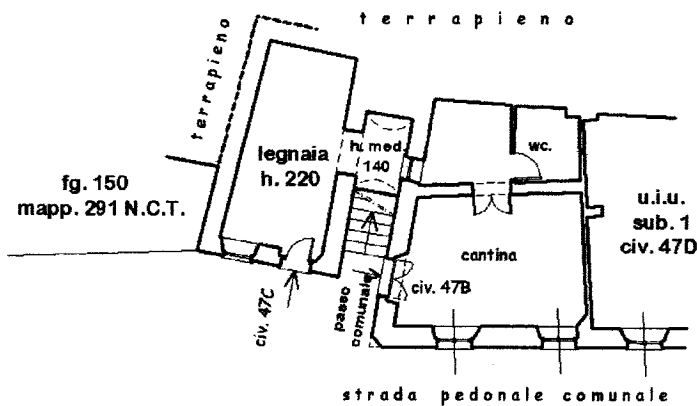 terrapieno
terrapieno
legnaia
h. 220
h. med.
140
wc.
fg. 150
mapp. 291 N.C.T.
u.i.u.
sub. 1
civ. 47D
cantina
civ. 47B
civ. 47C
passo
comunale
strada pedonale comunale